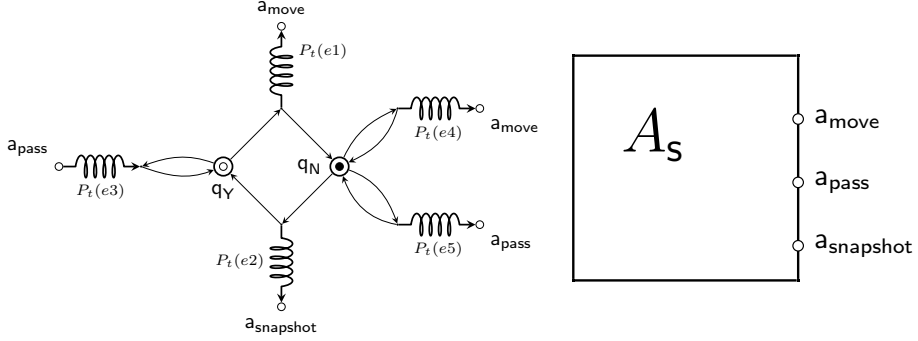 a_move
P_t(e1)
a_pass
P_t(e3)
q_Y
q_N
P_t(e4)
a_move
P_t(e5)
a_pass
P_t(e2)
a_snapshot
A_s
a_move
a_pass
a_snapshot